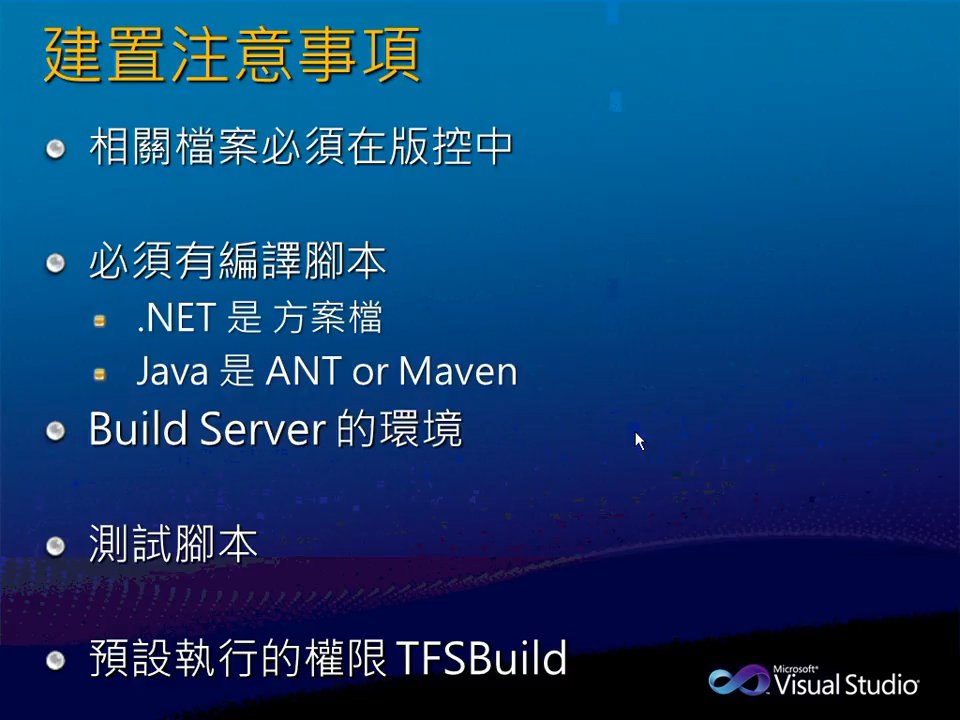 建置注意事項
相關檔案必須在版控中
必須有編譯腳本
.NET 是 方案檔
Java 是 ANT or Maven
Build Server 的環境
測試腳本
預設執行的權限 TFSBuild
Microsoft®
Visual Studio®